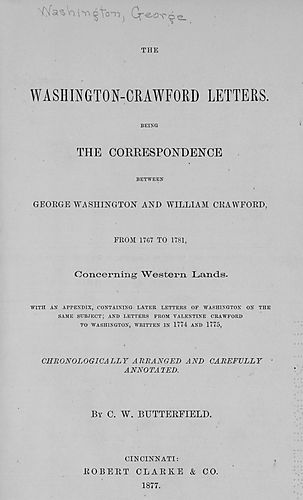 Washington, George.
THE
WASHINGTON-CRAWFORD LETTERS.
BEING
THE CORRESPONDENCE
BETWEEN
GEORGE WASHINGTON AND WILLIAM CRAWFORD,
FROM 1767 TO 1781,
Concerning Western Lands.
WITH AN APPENDIX, CONTAINING LATER LETTERS OF WASHINGTON ON THE
SAME SUBJECT; AND LETTERS FROM VALENTINE CRAWFORD
TO WASHINGTON, WRITTEN IN 1774 AND 1775,
CHRONOLOGICALLY ARRANGED AND CAREFULLY
ANNOTATED.
BY C. W. BUTTERFIELD.
CINCINNATI:
ROBERT CLARKE & CO.
1877.